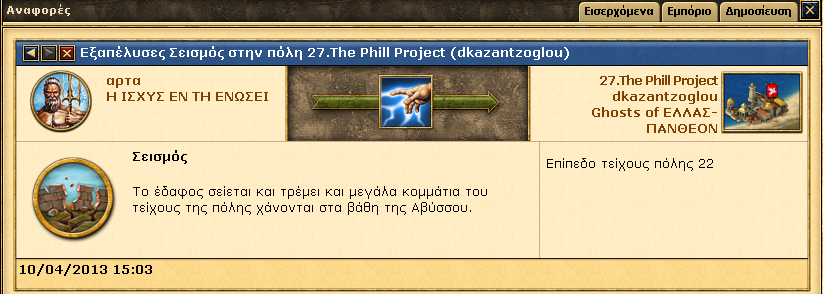 Αναφορές
Εισερχόμενα Εμπόριο Δημοσίευση
Εξαπέλυσες Σεισμός στην πόλη 27.The Phill Project (dkazantzoglou)
αρτα
Η ΙΣΧΥΣ ΕΝ ΤΗ ΕΝΩΣΕΙ
27.The Phill Project
dkazantzoglou
Ghosts of ΕΛΛΑΣ-
ΠΑΝΘΕΟΝ
Σεισμός
Το έδαφος σείεται και τρέμει και μεγάλα κομμάτια του
τείχους της πόλης χάνονται στα βάθη της Αβύσσου.
Επίπεδο τείχους πόλης 22
10/04/2013 15:03